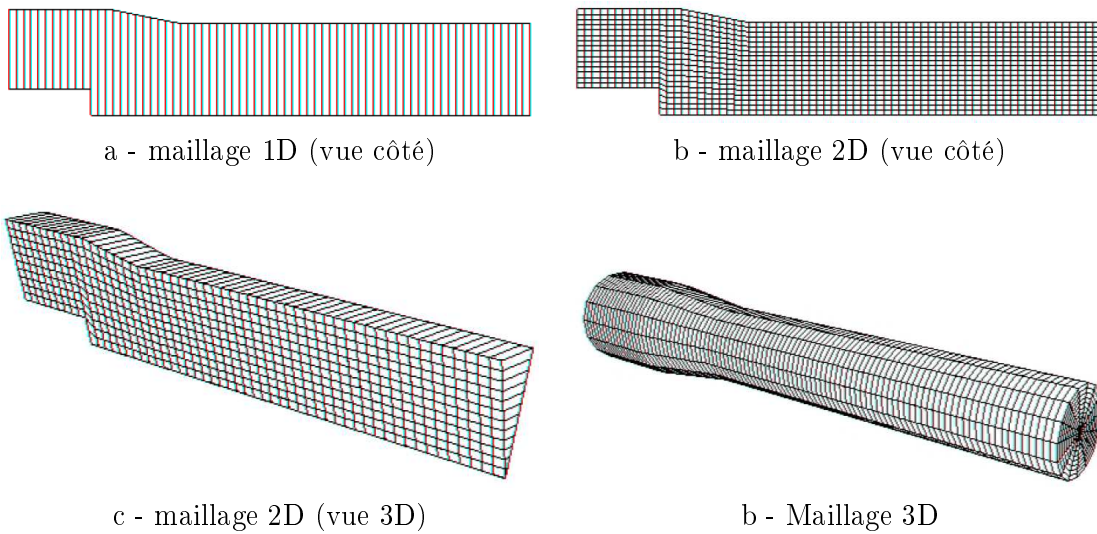 a - maillage 1D (vue côté)
b - maillage 2D (vue côté)
c - maillage 2D (vue 3D)
b - Maillage 3D